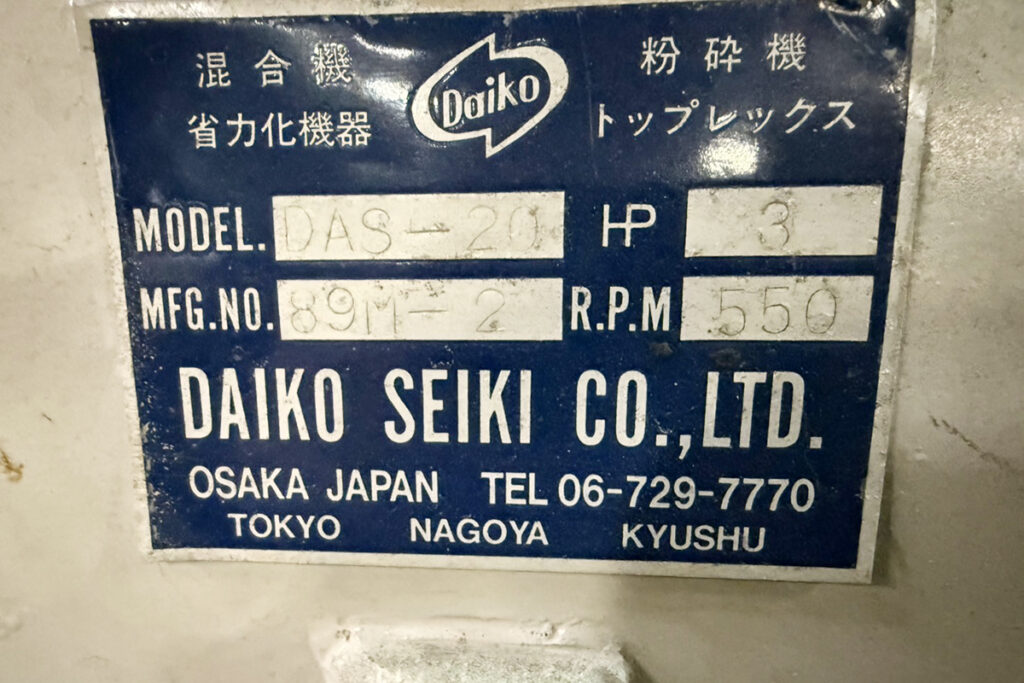 混合機 Daiko 粉砕機
省力化機器 トップレックス
MODEL. DAS-20 HP 3
MFG.NO. 89M-2 R.P.M 550
DAIKO SEIKI CO.,LTD.
OSAKA JAPAN TEL 06-729-7770
TOKYO NAGOYA KYUSHU